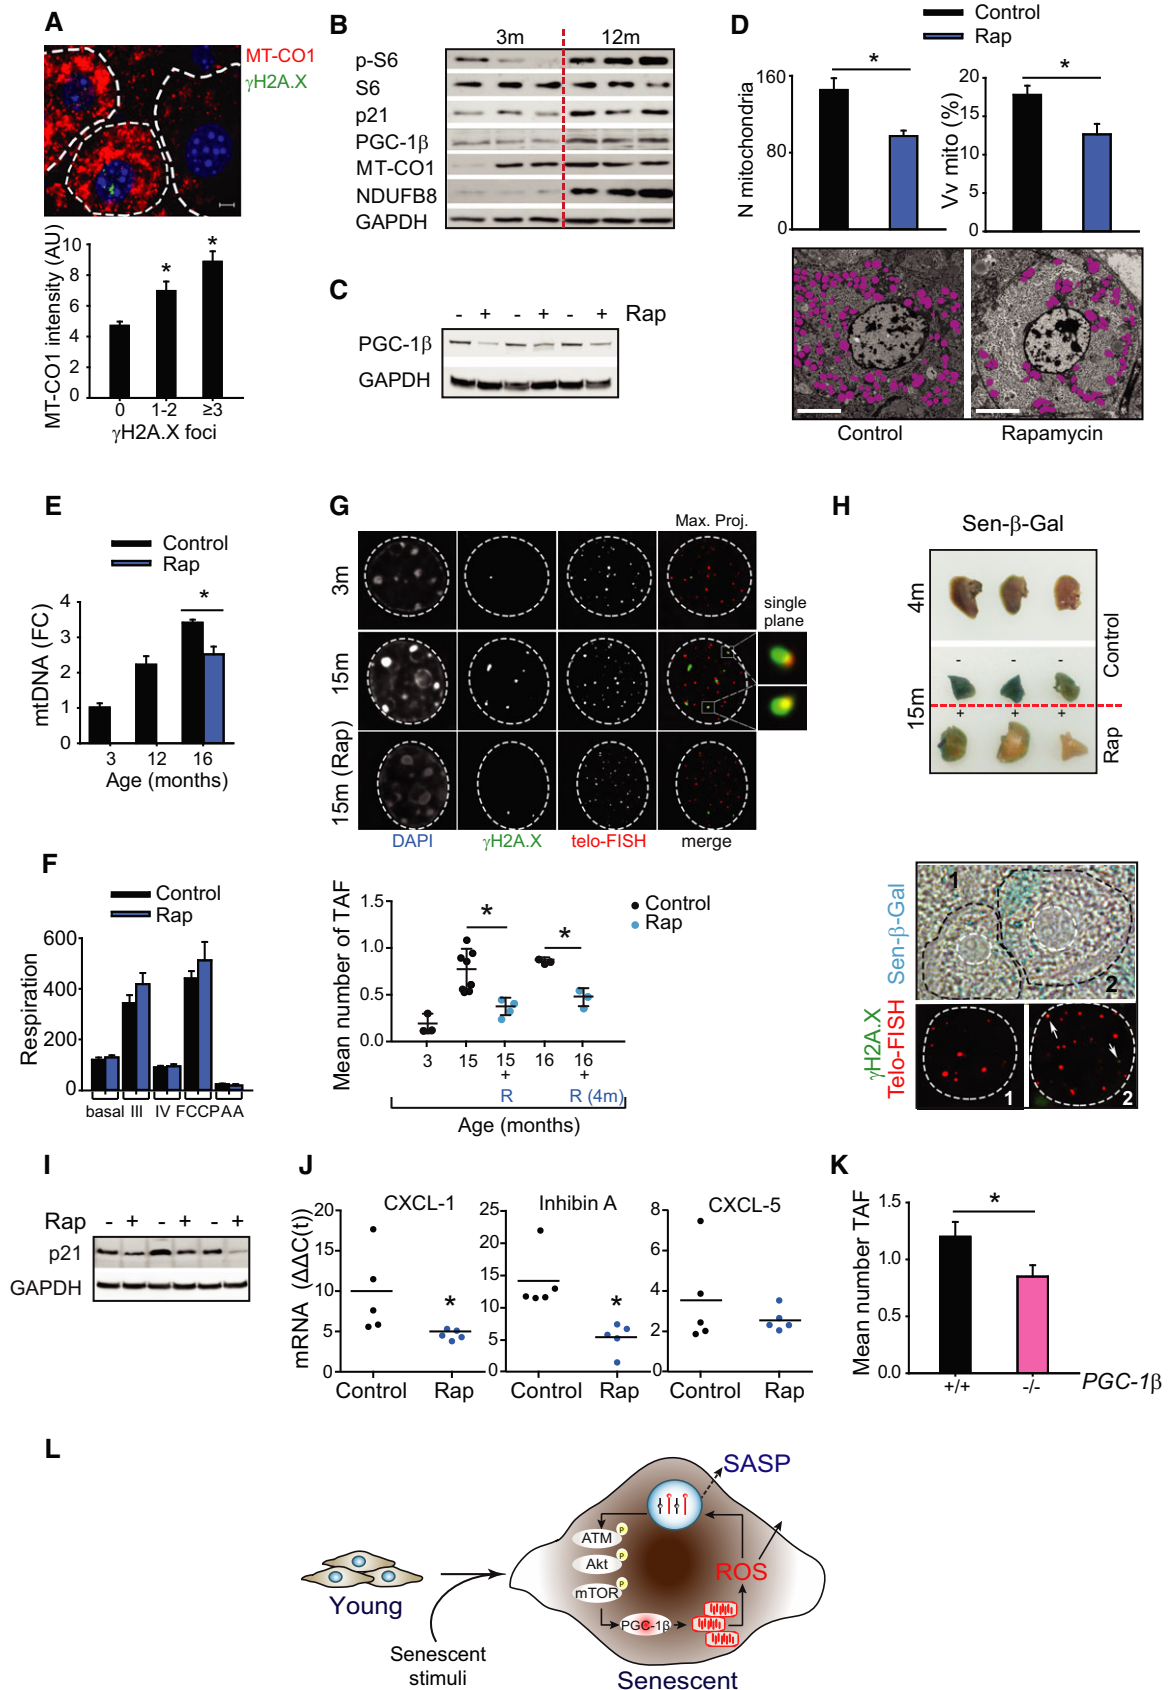 A
MT-CO1
γH2A.X
MT-CO1 intensity (AU)
10
8
6
4
2
0
* *
0 1-2 ≥3
γH2A.X foci
B
3m 12m
p-S6
S6
p21
PGC-1β
MT-CO1
NDUFB8
GAPDH
C
- + - + - + Rap
PGC-1β
GAPDH
D
Control
Rap
N mitochondria
160
80
0
*
Vv mito (%)
20
15
10
5
0
*
Control Rapamycin
E
Control
Rap
mtDNA (FC)
4
3
2
1
0
*
3 12 16
Age (months)
F
Control
Rap
Respiration
600
400
200
0
basal III IV FCCP AA
G
Max. Proj.
3m
15m
15m (Rap)
single
plane
DAPI γH2A.X telo-FISH merge
Control
Rap
Mean number of TAF
1.5
1.0
0.5
0.0
* *
3 15 15 16 16
+ +
R R (4m)
Age (months)
H
Sen-β-Gal
4m
15m
Control
Rap
- - -
+ + +
Sen-β-Gal
1
2
γH2A.X
Telo-FISH
1 2
I
Rap - + - + - +
p21
GAPDH
J
mRNA (ΔΔC(t))
CXCL-1
20
15
10
5
0
*
Control Rap
Inhibin A
25
20
15
10
5
0
*
Control Rap
CXCL-5
8
6
4
2
0
Control Rap
K
Mean number TAF
1.5
1.0
0.5
0.0
*
+/+ -/- PGC-1β
L
SASP
ATM P
Akt P
mTOR P
PGC-1β
ROS
Young
Senescent
stimuli
Senescent